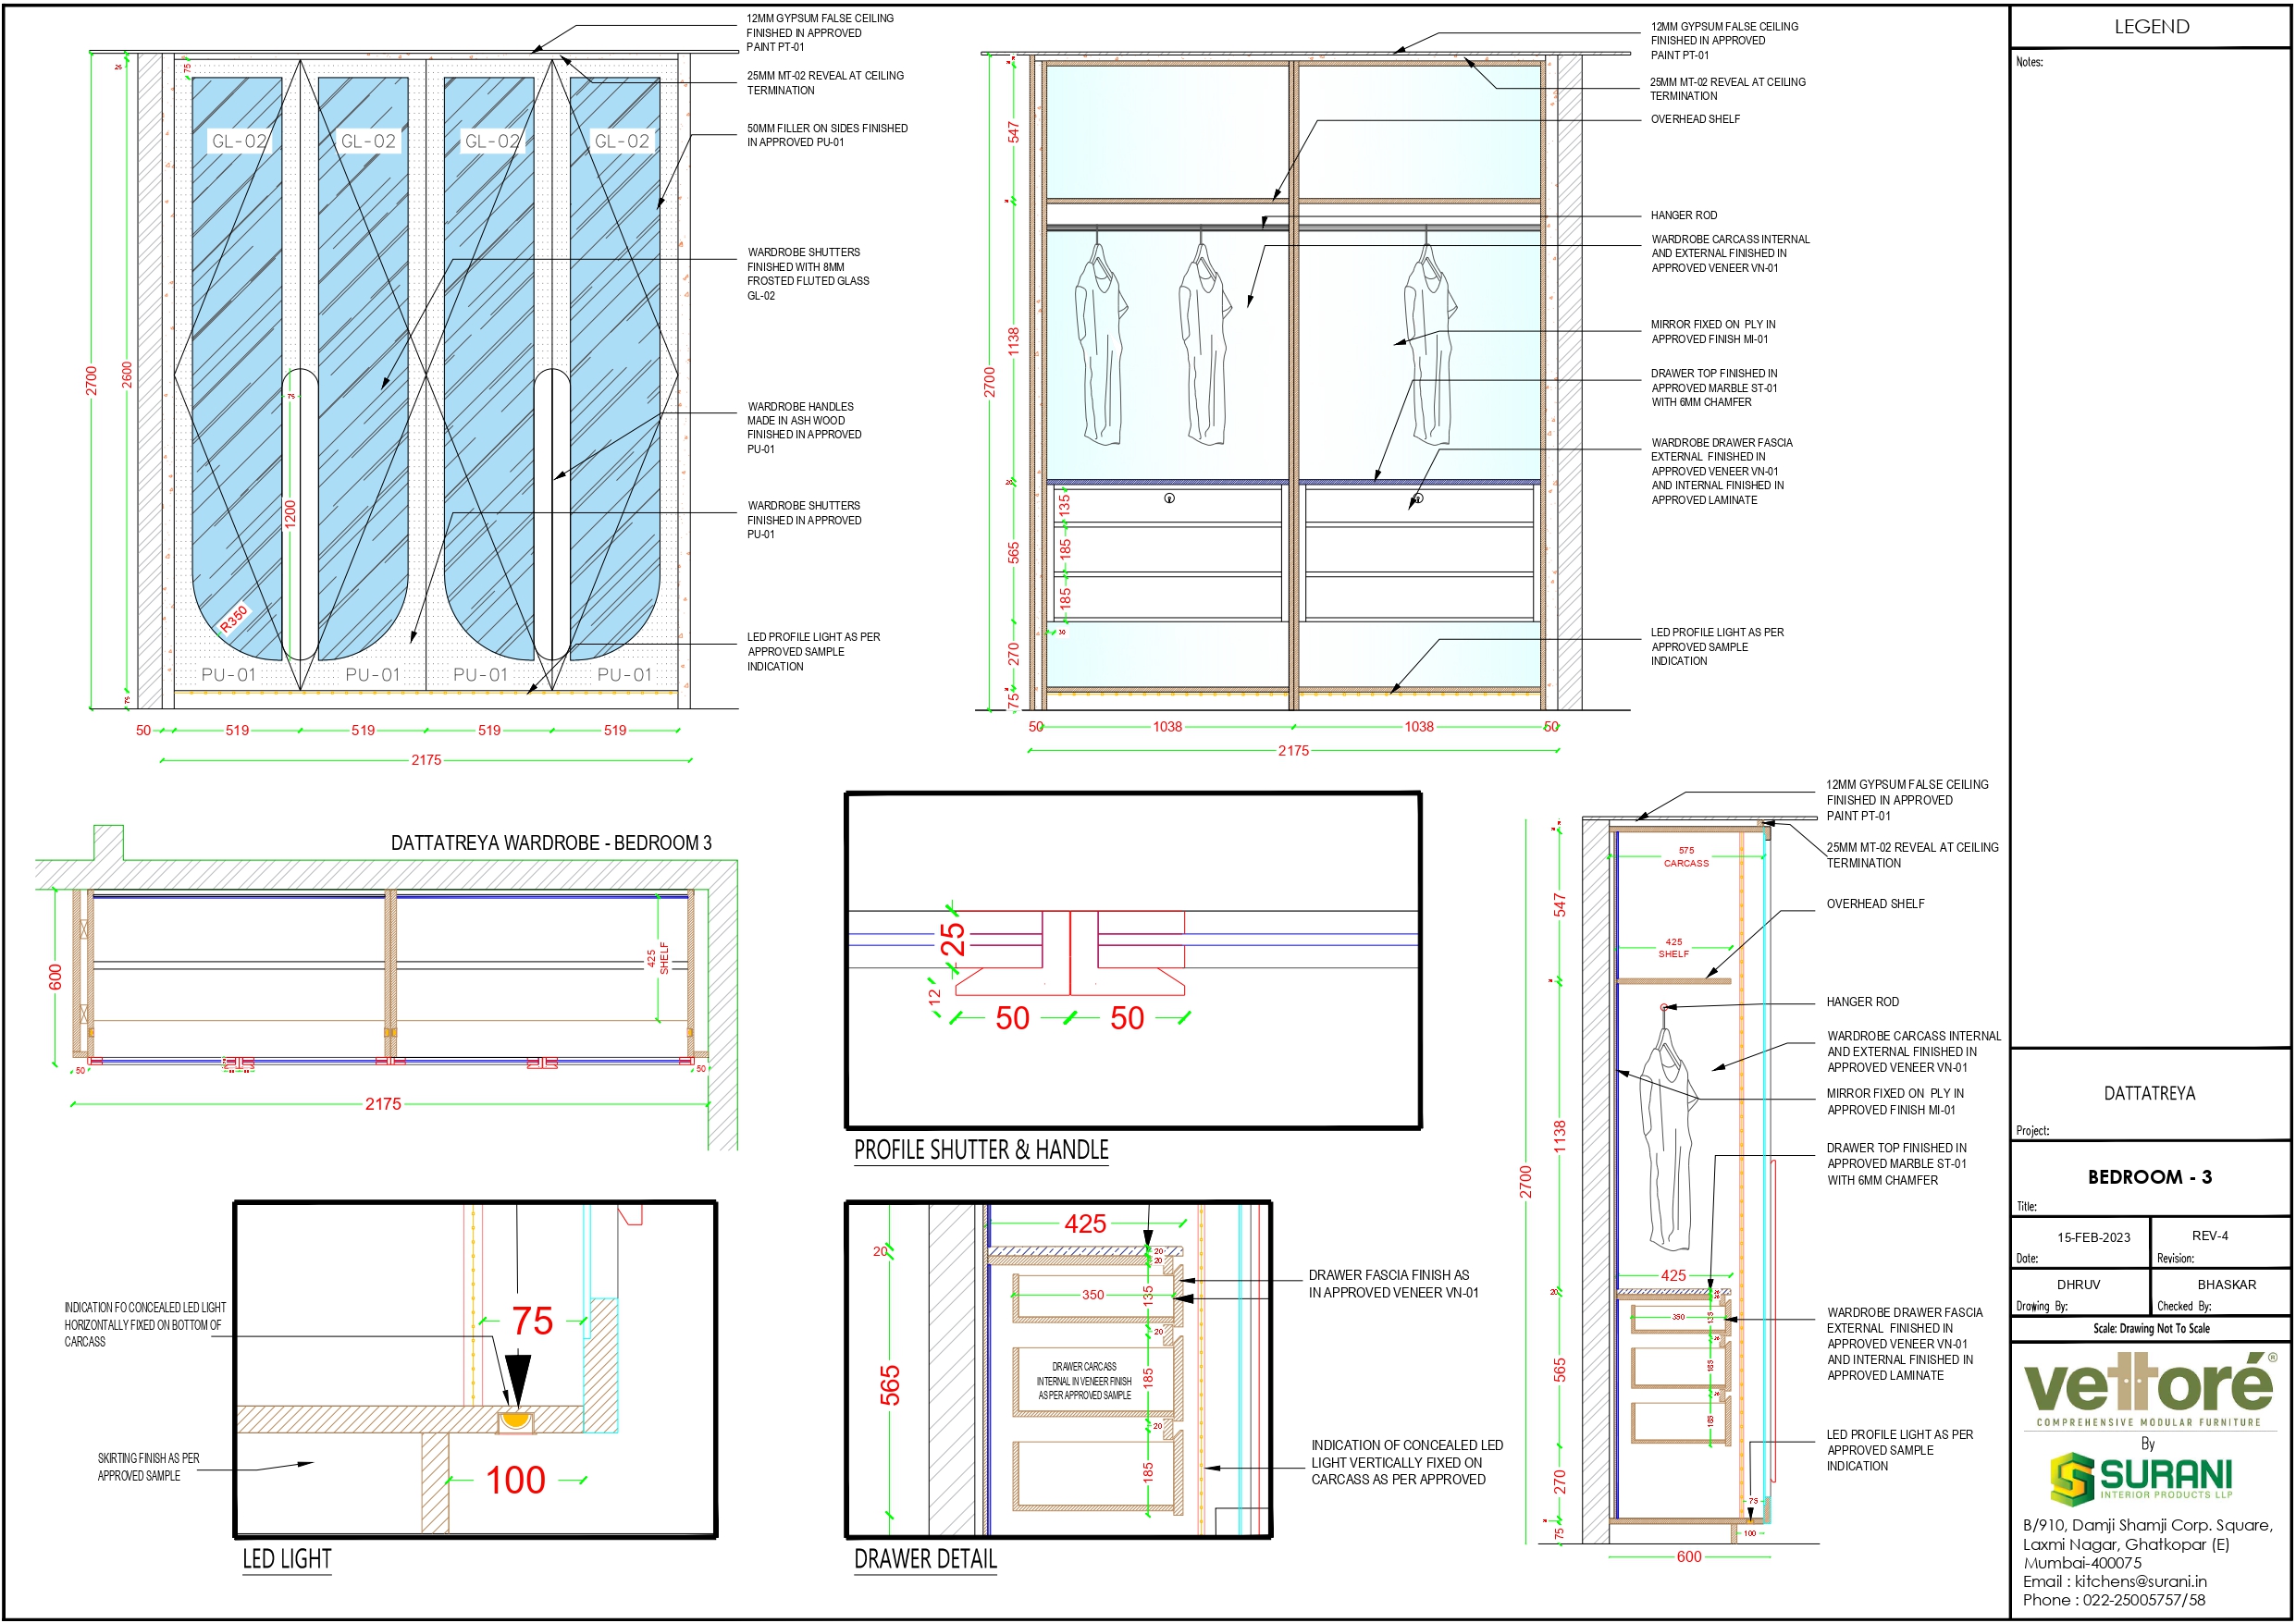 12MM GYPSUM FALSE CEILING
FINISHED IN APPROVED
PAINT PT-01
25MM MT-02 REVEAL AT CEILING
TERMINATION
50MM FILLER ON SIDES FINISHED
IN APPROVED PU-01
WARDROBE SHUTTERS
FINISHED WITH 8MM
FROSTED FLUTED GLASS
GL-02
WARDROBE HANDLES
MADE IN ASH WOOD
FINISHED IN APPROVED
PU-01
WARDROBE SHUTTERS
FINISHED IN APPROVED
PU-01
LED PROFILE LIGHT AS PER
APPROVED SAMPLE
INDICATION
25
75
GL-02 GL-02 GL-02 GL-02
2700
2600
75
1200
R350
PU-01 PU-01 PU-01 PU-01
75
50 519 519 519 519
2175
12MM GYPSUM FALSE CEILING
FINISHED IN APPROVED
PAINT PT-01
25MM MT-02 REVEAL AT CEILING
TERMINATION
OVERHEAD SHELF
HANGER ROD
WARDROBE CARCASS INTERNAL
AND EXTERNAL FINISHED IN
APPROVED VENEER VN-01
MIRROR FIXED ON PLY IN
APPROVED FINISH MI-01
DRAWER TOP FINISHED IN
APPROVED MARBLE ST-01
WITH 6MM CHAMFER
WARDROBE DRAWER FASCIA
EXTERNAL FINISHED IN
APPROVED VENEER VN-01
AND INTERNAL FINISHED IN
APPROVED LAMINATE
LED PROFILE LIGHT AS PER
APPROVED SAMPLE
INDICATION
547
1138
2700
20
135
565
185
185
30
270
75
50 1038 1038 50
2175
DATTATREYA WARDROBE - BEDROOM 3
600
425
SHELF
50 50
2175
25
12
50 50
PROFILE SHUTTER & HANDLE
INDICATION FO CONCEALED LED LIGHT
HORIZONTALLY FIXED ON BOTTOM OF
CARCASS
SKIRTING FINISH AS PER
APPROVED SAMPLE
75
100
LED LIGHT
425
20
20
20
350
135
20
565
DRAWER CARCASS
INTERNAL IN VENEER FINISH
AS PER APPROVED SAMPLE
185
20
185
DRAWER FASCIA FINISH AS
IN APPROVED VENEER VN-01
INDICATION OF CONCEALED LED
LIGHT VERTICALLY FIXED ON
CARCASS AS PER APPROVED
DRAWER DETAIL
12MM GYPSUM FALSE CEILING
FINISHED IN APPROVED
PAINT PT-01
25MM MT-02 REVEAL AT CEILING
TERMINATION
OVERHEAD SHELF
HANGER ROD
WARDROBE CARCASS INTERNAL
AND EXTERNAL FINISHED IN
APPROVED VENEER VN-01
MIRROR FIXED ON PLY IN
APPROVED FINISH MI-01
DRAWER TOP FINISHED IN
APPROVED MARBLE ST-01
WITH 6MM CHAMFER
WARDROBE DRAWER FASCIA
EXTERNAL FINISHED IN
APPROVED VENEER VN-01
AND INTERNAL FINISHED IN
APPROVED LAMINATE
LED PROFILE LIGHT AS PER
APPROVED SAMPLE
INDICATION
575
CARCASS
547
425
SHELF
1138
2700
425
20
350
135
565
185
270
75
75
100
600
LEGEND
Notes:
DATTATREYA
Project:
BEDROOM - 3
Title:
15-FEB-2023
Date:
REV-4
Revision:
DHRUV
Drawing By:
BHASKAR
Checked By:
Scale: Drawing Not To Scale
vettoré®
COMPREHENSIVE MODULAR FURNITURE
By
SURANI
INTERIOR PRODUCTS LLP
B/910, Damji Shamji Corp. Square,
Laxmi Nagar, Ghatkopar (E)
Mumbai-400075
Email : kitchens@surani.in
Phone : 022-25005757/58